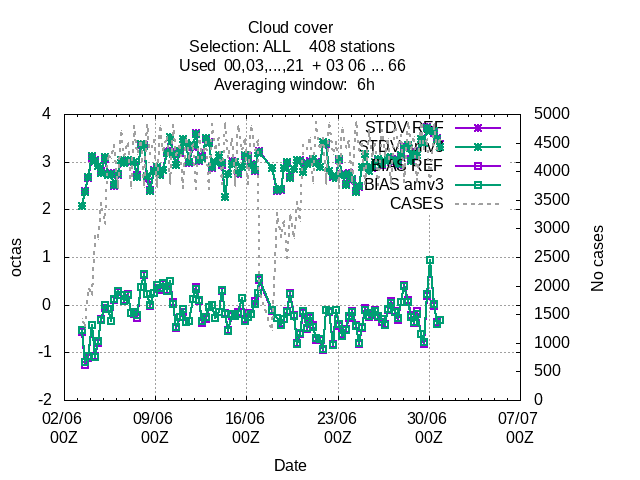 Cloud cover
Selection: ALL    408 stations
Used  00,03,...,21  + 03 06 ... 66
Averaging window:  6h
STDV REF
STDV amv3
BIAS REF
BIAS amv3
CASES
octas
4
3
2
1
0
-1
-2
No cases
5000
4500
4000
3500
3000
2500
2000
1500
1000
500
0
02/06 09/06 16/06 23/06 30/06 07/07
00Z 00Z 00Z 00Z 00Z 00Z
Date